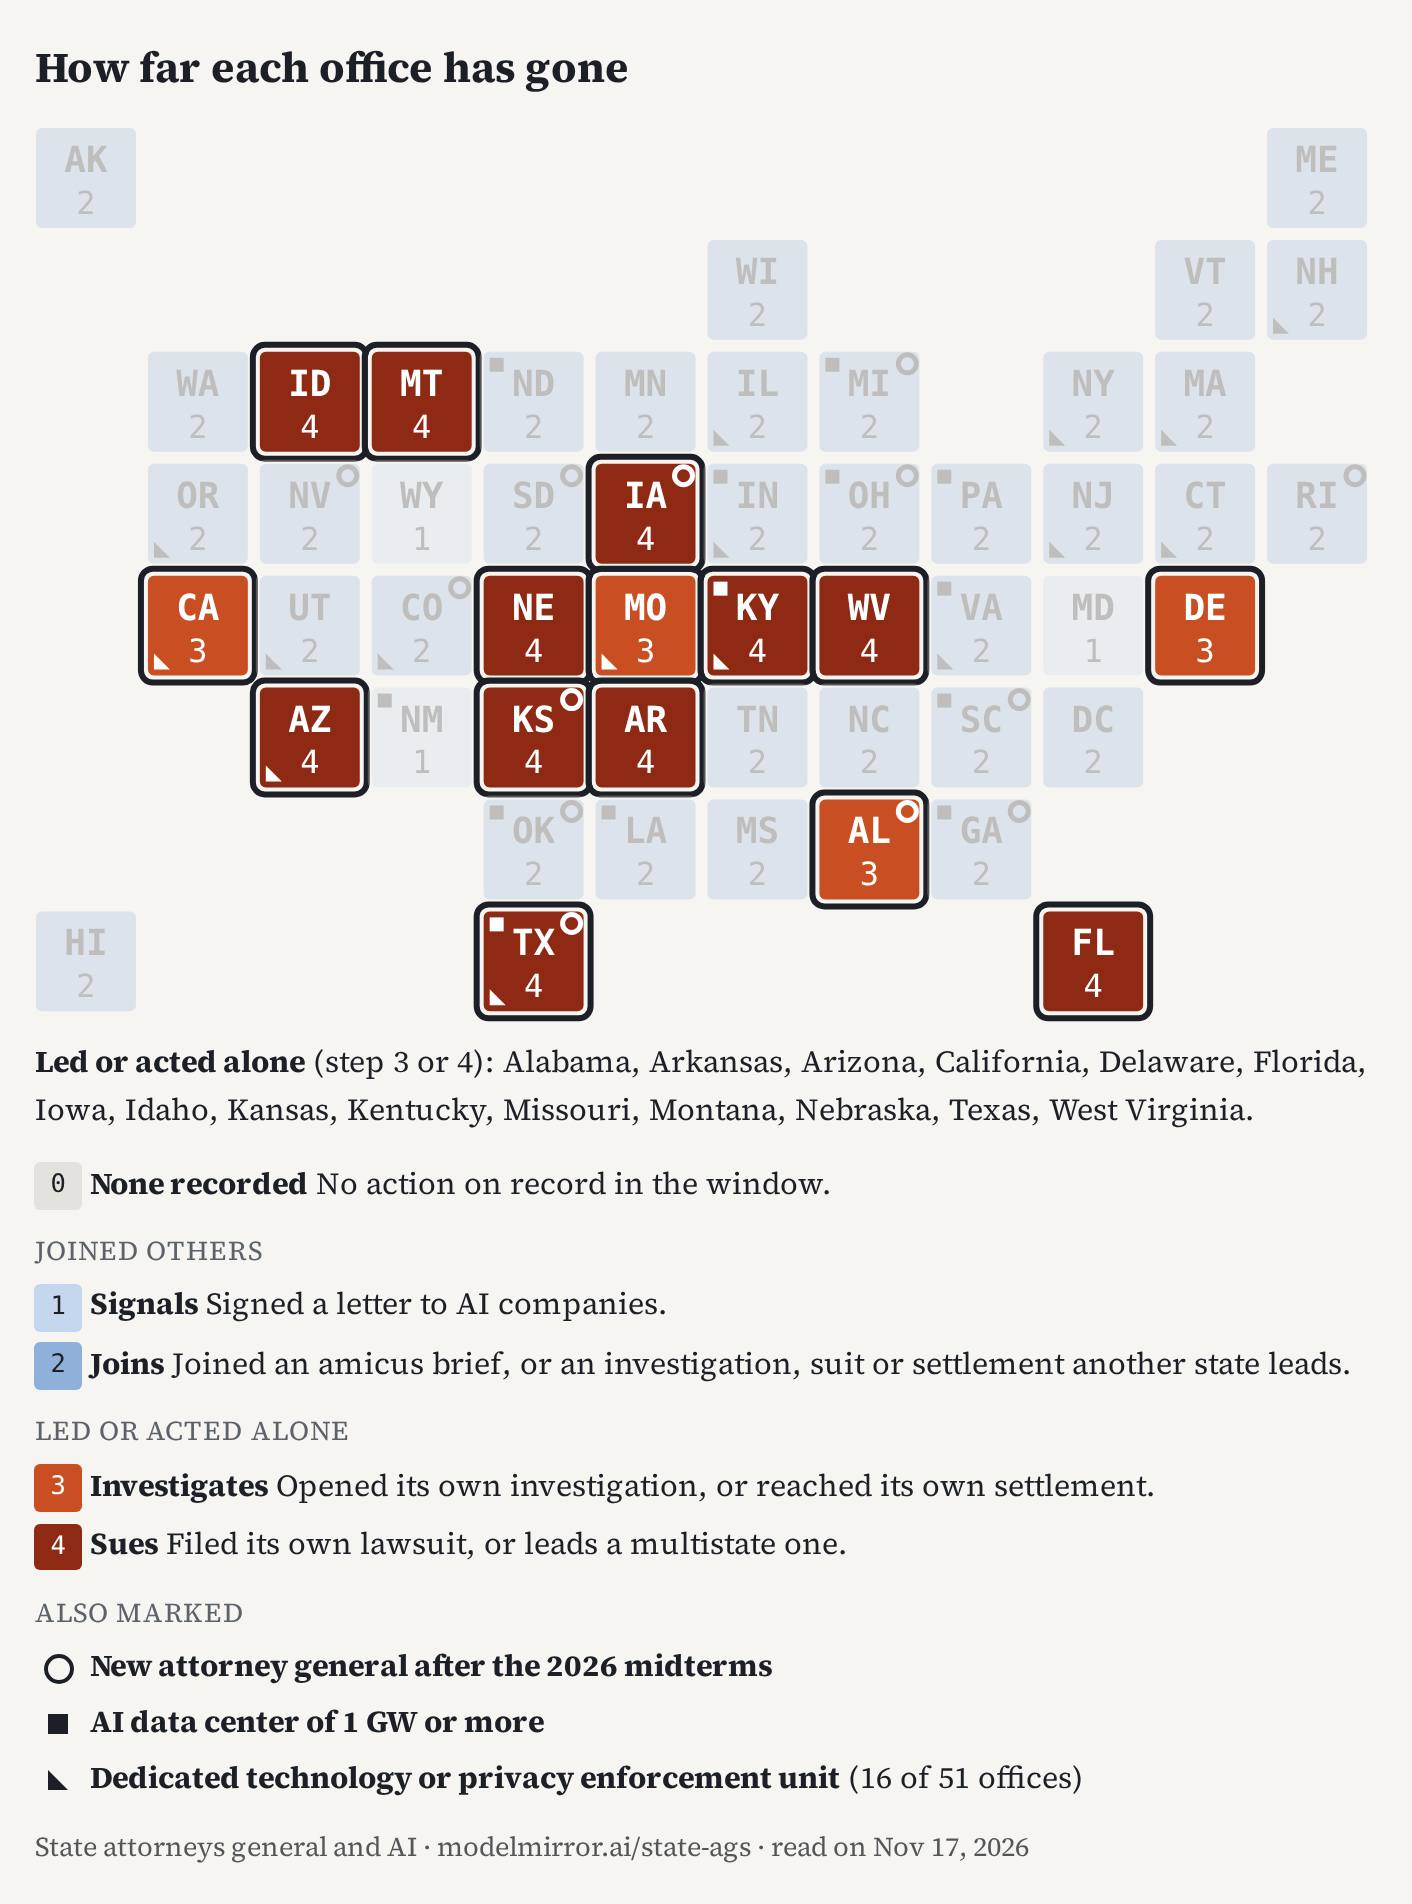 How far each office has gone
AK ME
2 2
WI VT NH
2 2 2
WA ID MT ND MN IL MI NY MA
2 4 4 2 2 2 2 2 2
OR NV WY SD IA IN OH PA NJ CT RI
2 2 1 2 4 2 2 2 2 2 2
CA UT CO NE MO KY WV VA MD DE
3 2 2 4 3 4 4 2 1 3
AZ NM KS AR TN NC SC DC
4 1 4 4 2 2 2 2
OK LA MS AL GA
2 2 2 3 2
HI TX FL
2 4 4
Led or acted alone (step 3 or 4): Alabama, Arkansas, Arizona, California, Delaware, Florida,
Iowa, Idaho, Kansas, Kentucky, Missouri, Montana, Nebraska, Texas, West Virginia.
0 None recorded No action on record in the window.
JOINED OTHERS
1 Signals Signed a letter to AI companies.
2 Joins Joined an amicus brief, or an investigation, suit or settlement another state leads.
LED OR ACTED ALONE
3 Investigates Opened its own investigation, or reached its own settlement.
4 Sues Filed its own lawsuit, or leads a multistate one.
ALSO MARKED
New attorney general after the 2026 midterms
AI data center of 1 GW or more
Dedicated technology or privacy enforcement unit (16 of 51 offices)
State attorneys general and AI · modelmirror.ai/state-ags · read on Nov 17, 2026